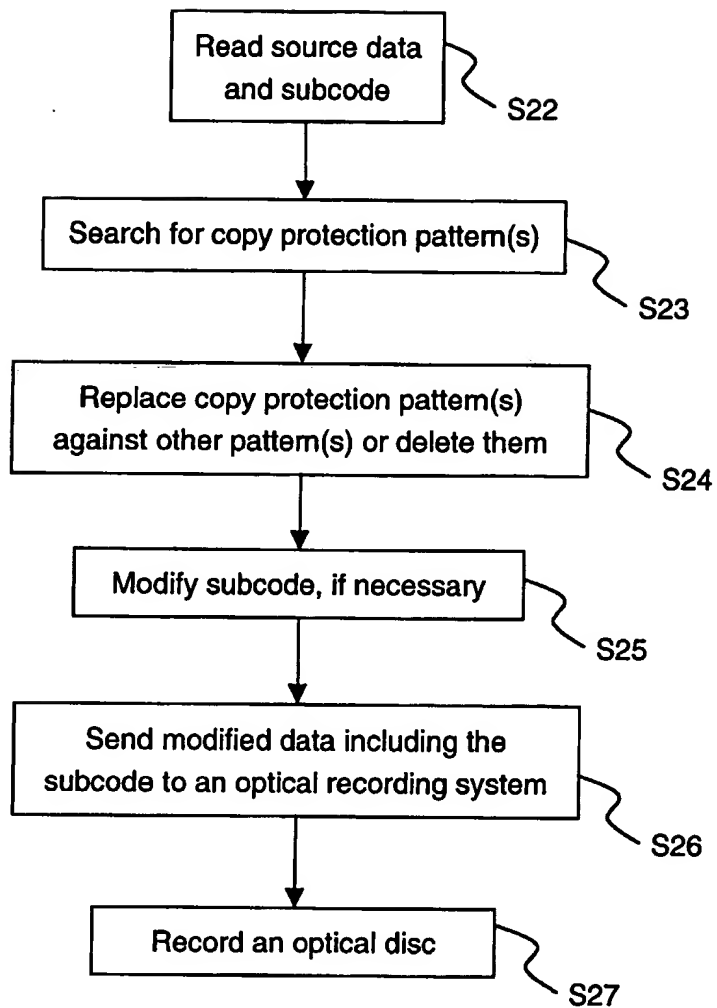 Read source data
and subcode
S22
Search for copy protection pattern(s)
S23
Replace copy protection pattern(s)
against other pattern(s) or delete them
S24
Modify subcode, if necessary
S25
Send modified data including the
subcode to an optical recording system
S26
Record an optical disc
S27